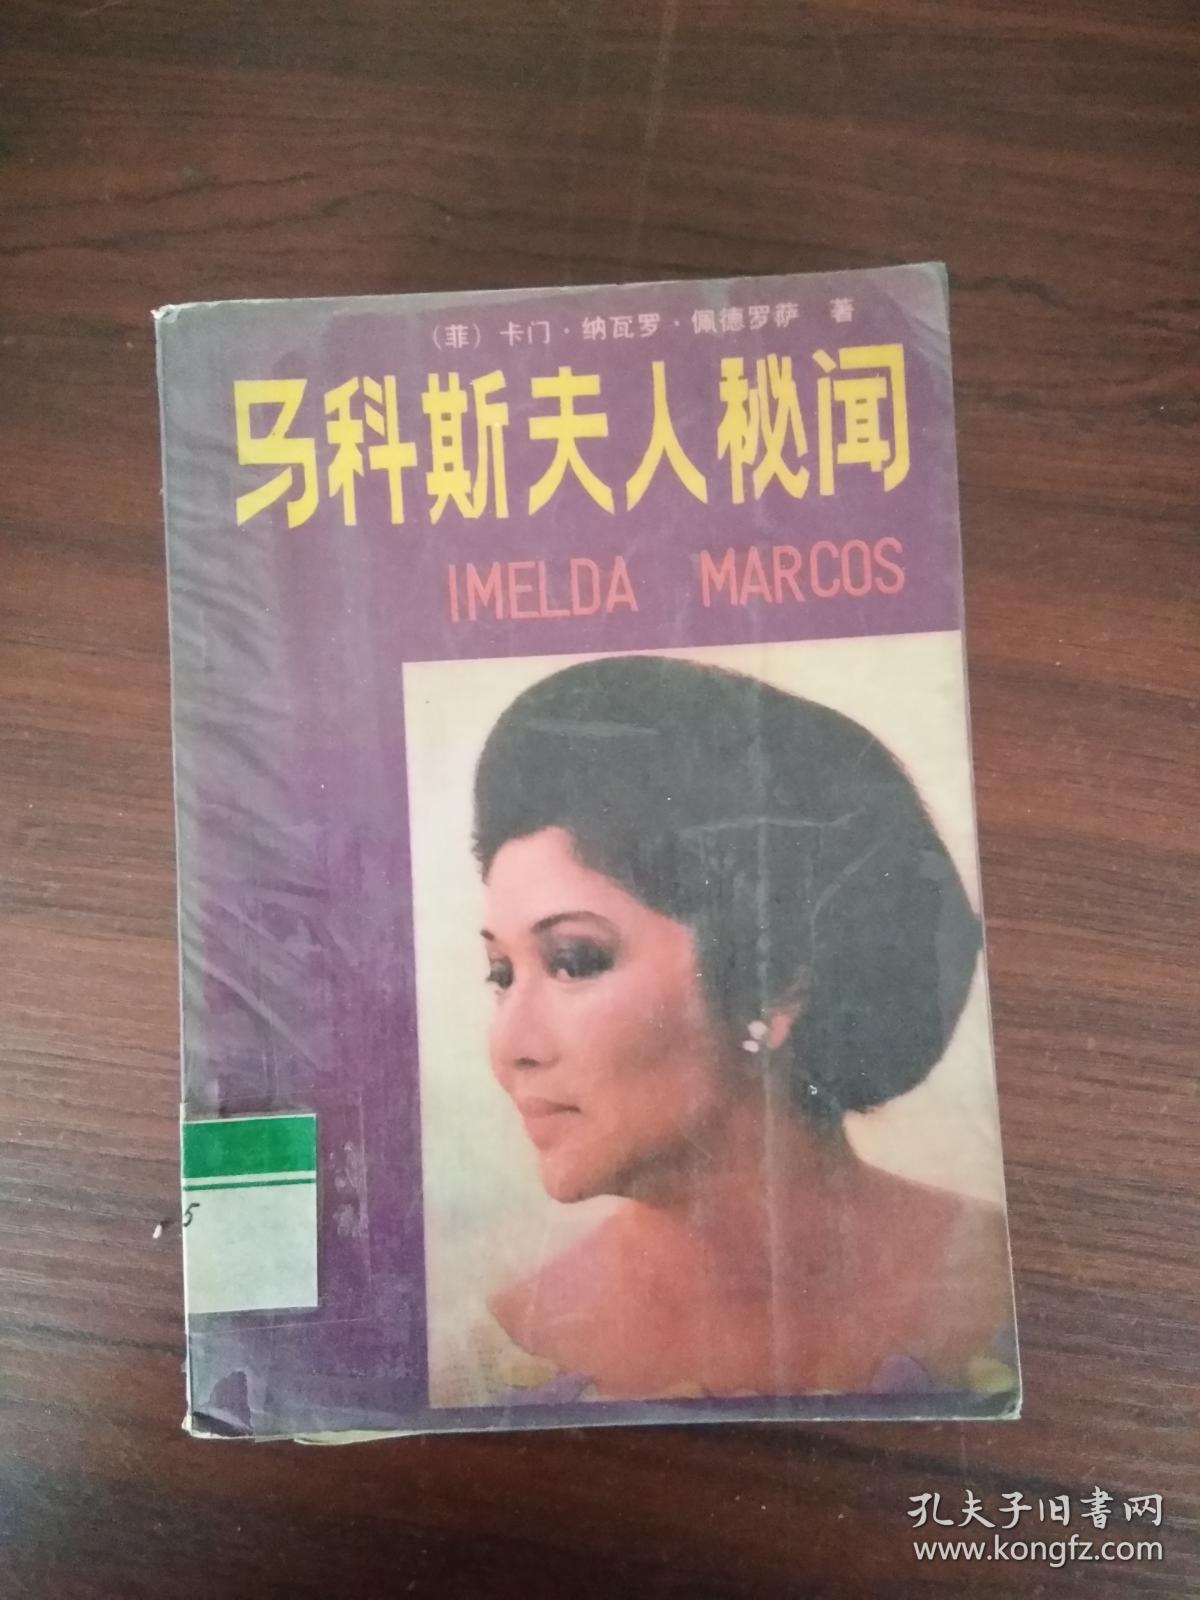 （菲）卡门·纳瓦罗·佩德罗萨 著
马科斯夫人秘闻
IMELDA MARCOS
5
孔夫子旧书网
www.kongfz.com